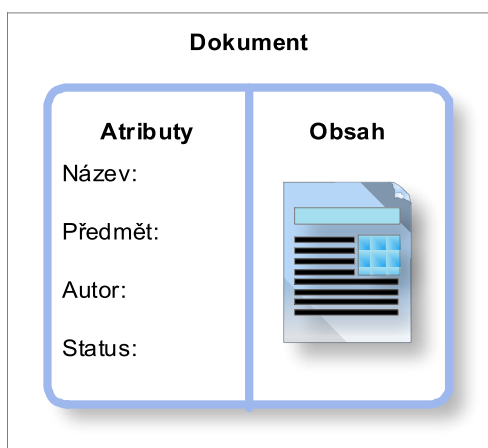 Dokument
Atributy
Název:
Předmět:
Autor:
Status:
Obsah